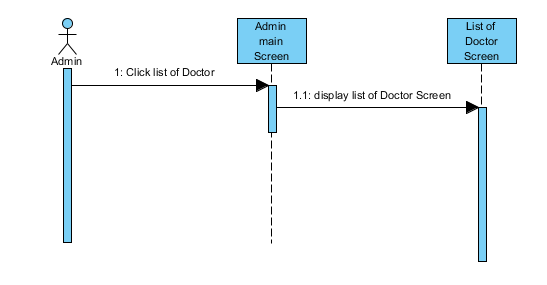 Admin
main
Screen
List of
Doctor
Screen
Admin
1: Click list of Doctor
1.1: display list of Doctor Screen